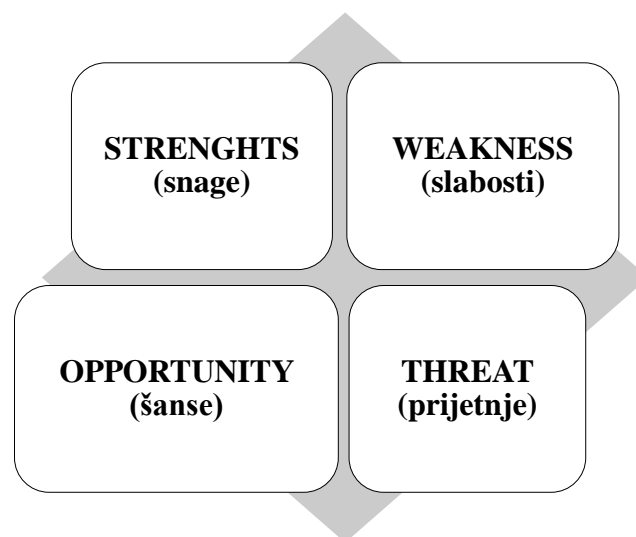 STRENGHTS
(snage)
WEAKNESS
(slabosti)
OPPORTUNITY
(šanse)
THREAT
(prijetnje)